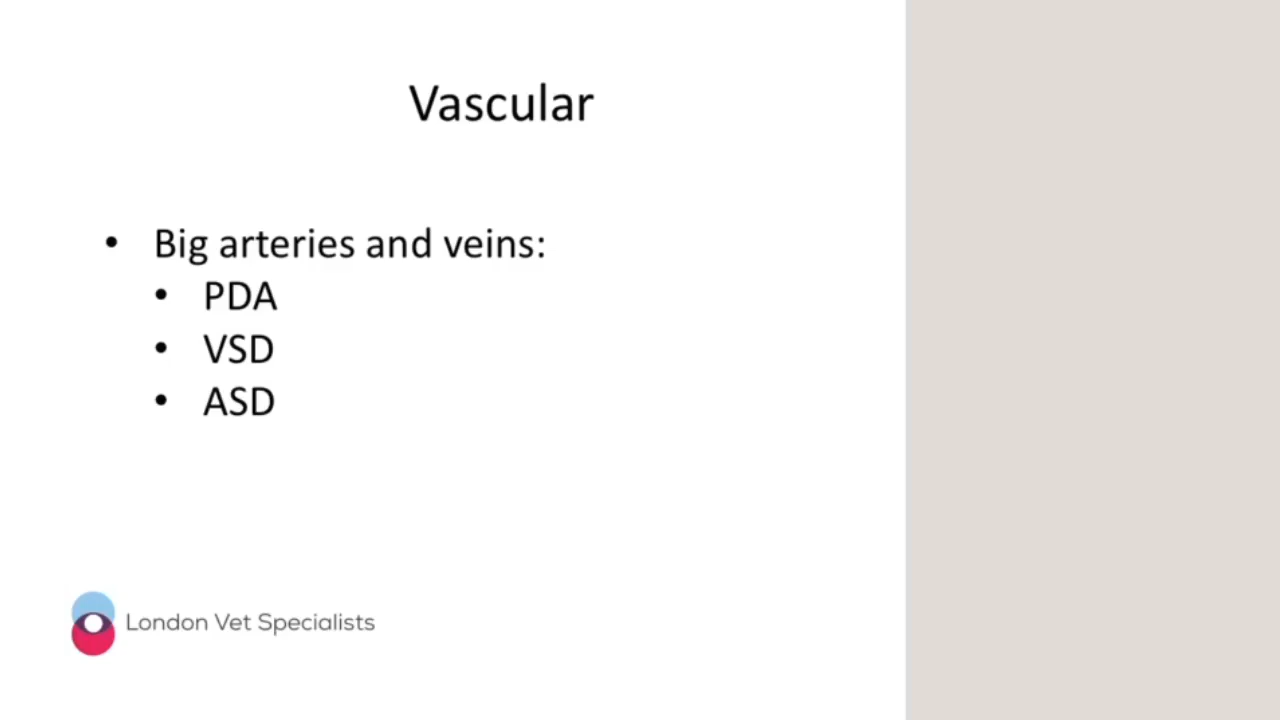 Vascular
• Big arteries and veins:
• PDA
• VSD
• ASD
London Vet Specialists